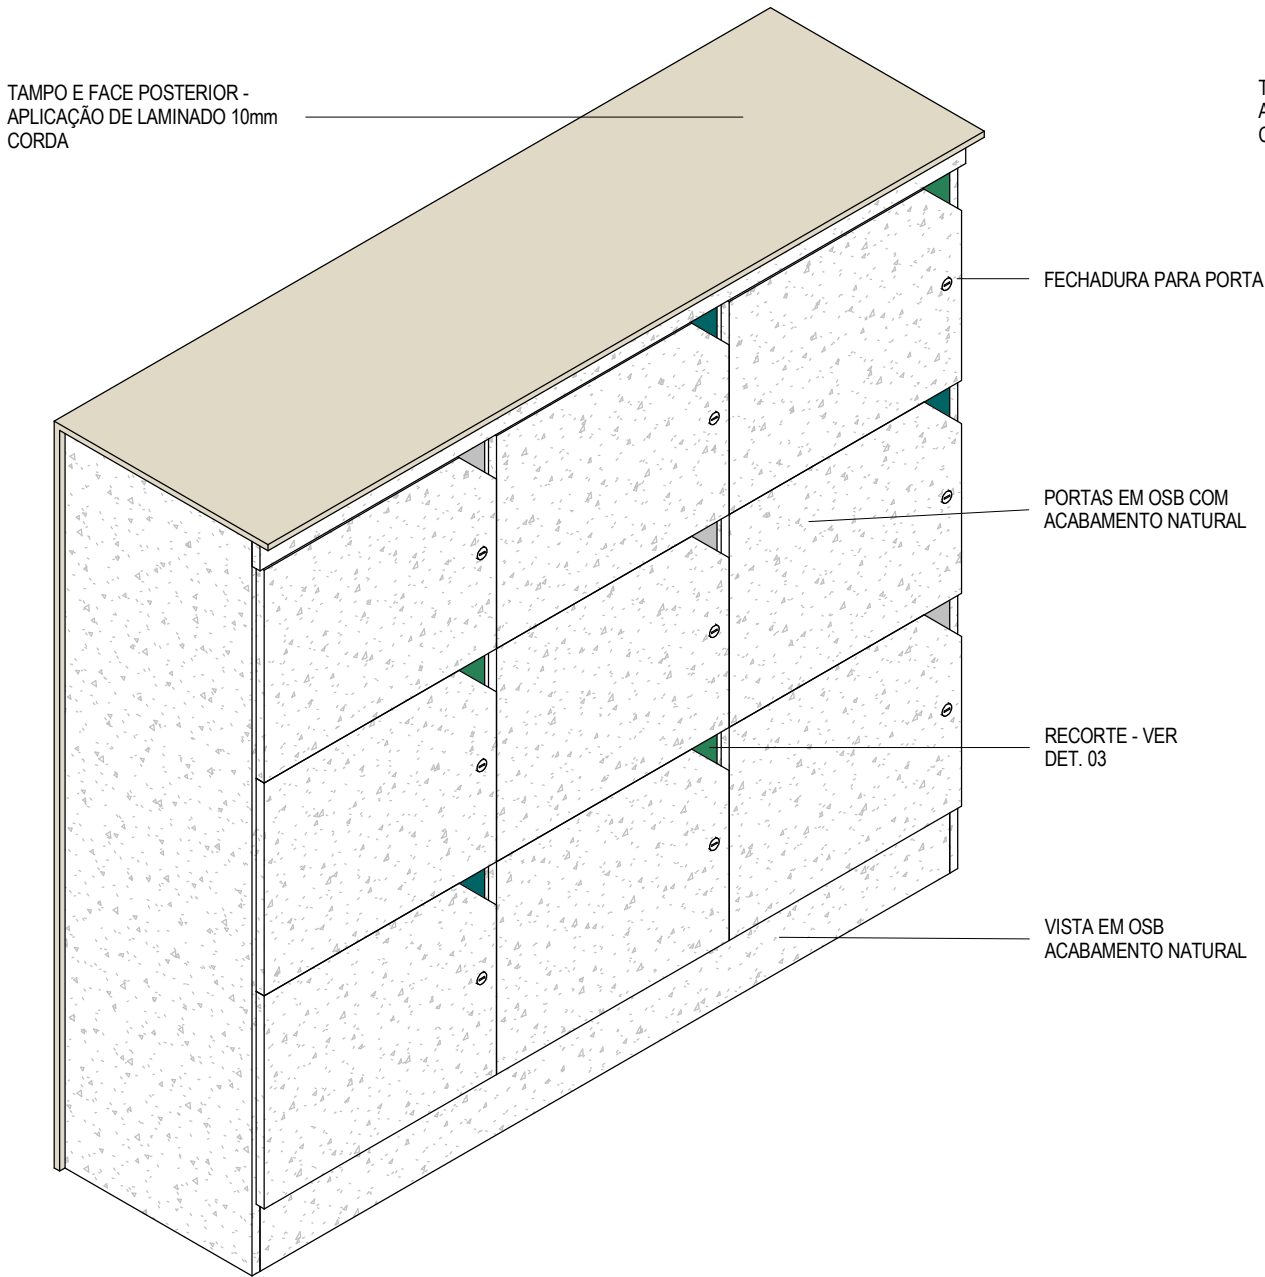 TAMPO E FACE POSTERIOR -
APLICAÇÃO DE LAMINADO 10mm
CORDA
FECHADURA PARA PORTA
PORTAS EM OSB COM
ACABAMENTO NATURAL
RECORTE - VER
DET. 03
VISTA EM OSB
ACABAMENTO NATURAL